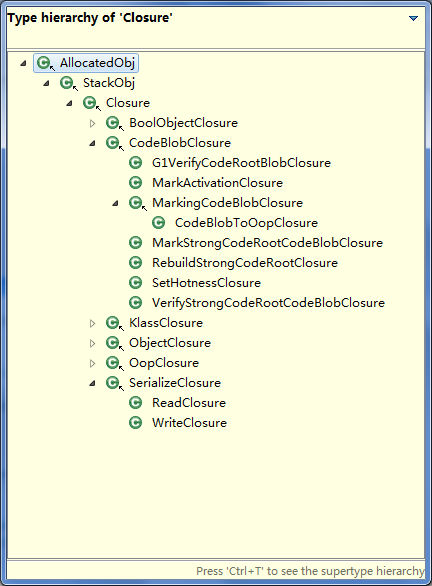 Type hierarchy of 'Closure'
AllocatedObj
StackObj
Closure
BoolObjectClosure
CodeBlobClosure
G1VerifyCodeRootBlobClosure
MarkActivationClosure
MarkingCodeBlobClosure
CodeBlobToOopClosure
MarkStrongCodeRootCodeBlobClosure
RebuildStrongCodeRootClosure
SetHotnessClosure
VerifyStrongCodeRootCodeBlobClosure
KlassClosure
ObjectClosure
OopClosure
SerializeClosure
ReadClosure
WriteClosure
Press 'Ctrl+T' to see the supertype hierarchy